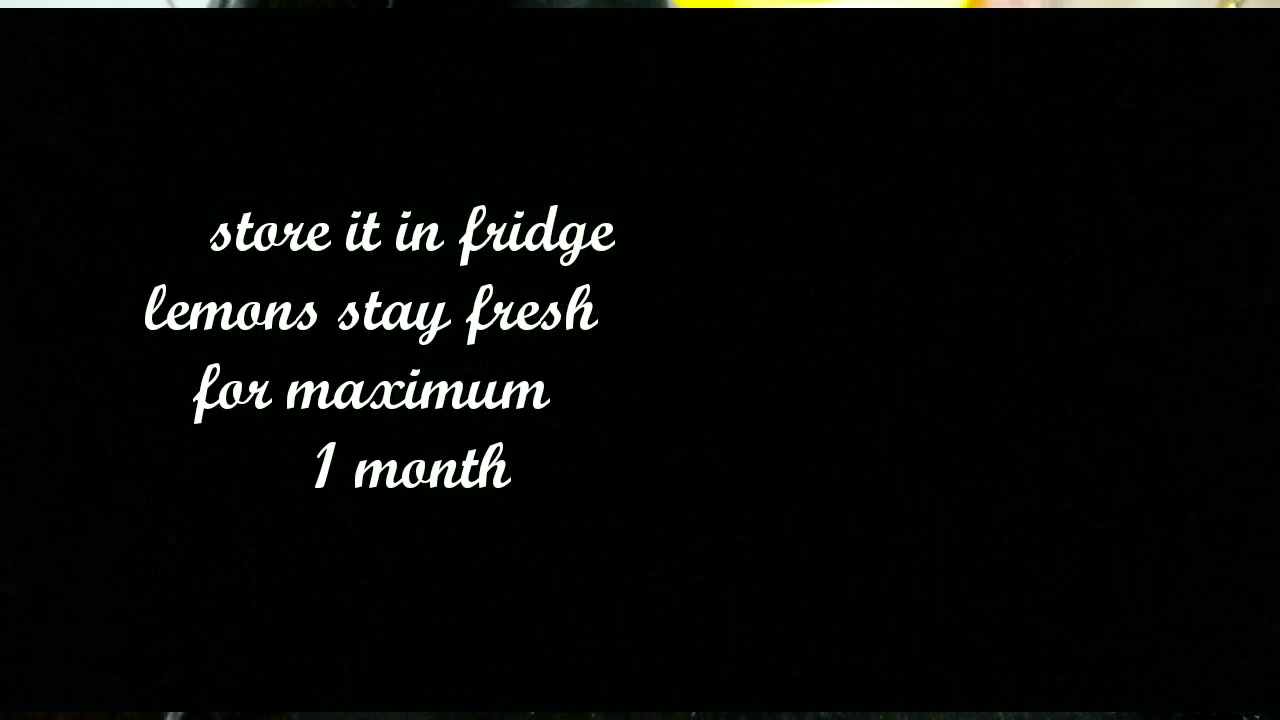 store it in fridge
lemons stay fresh
for maximum
1 month